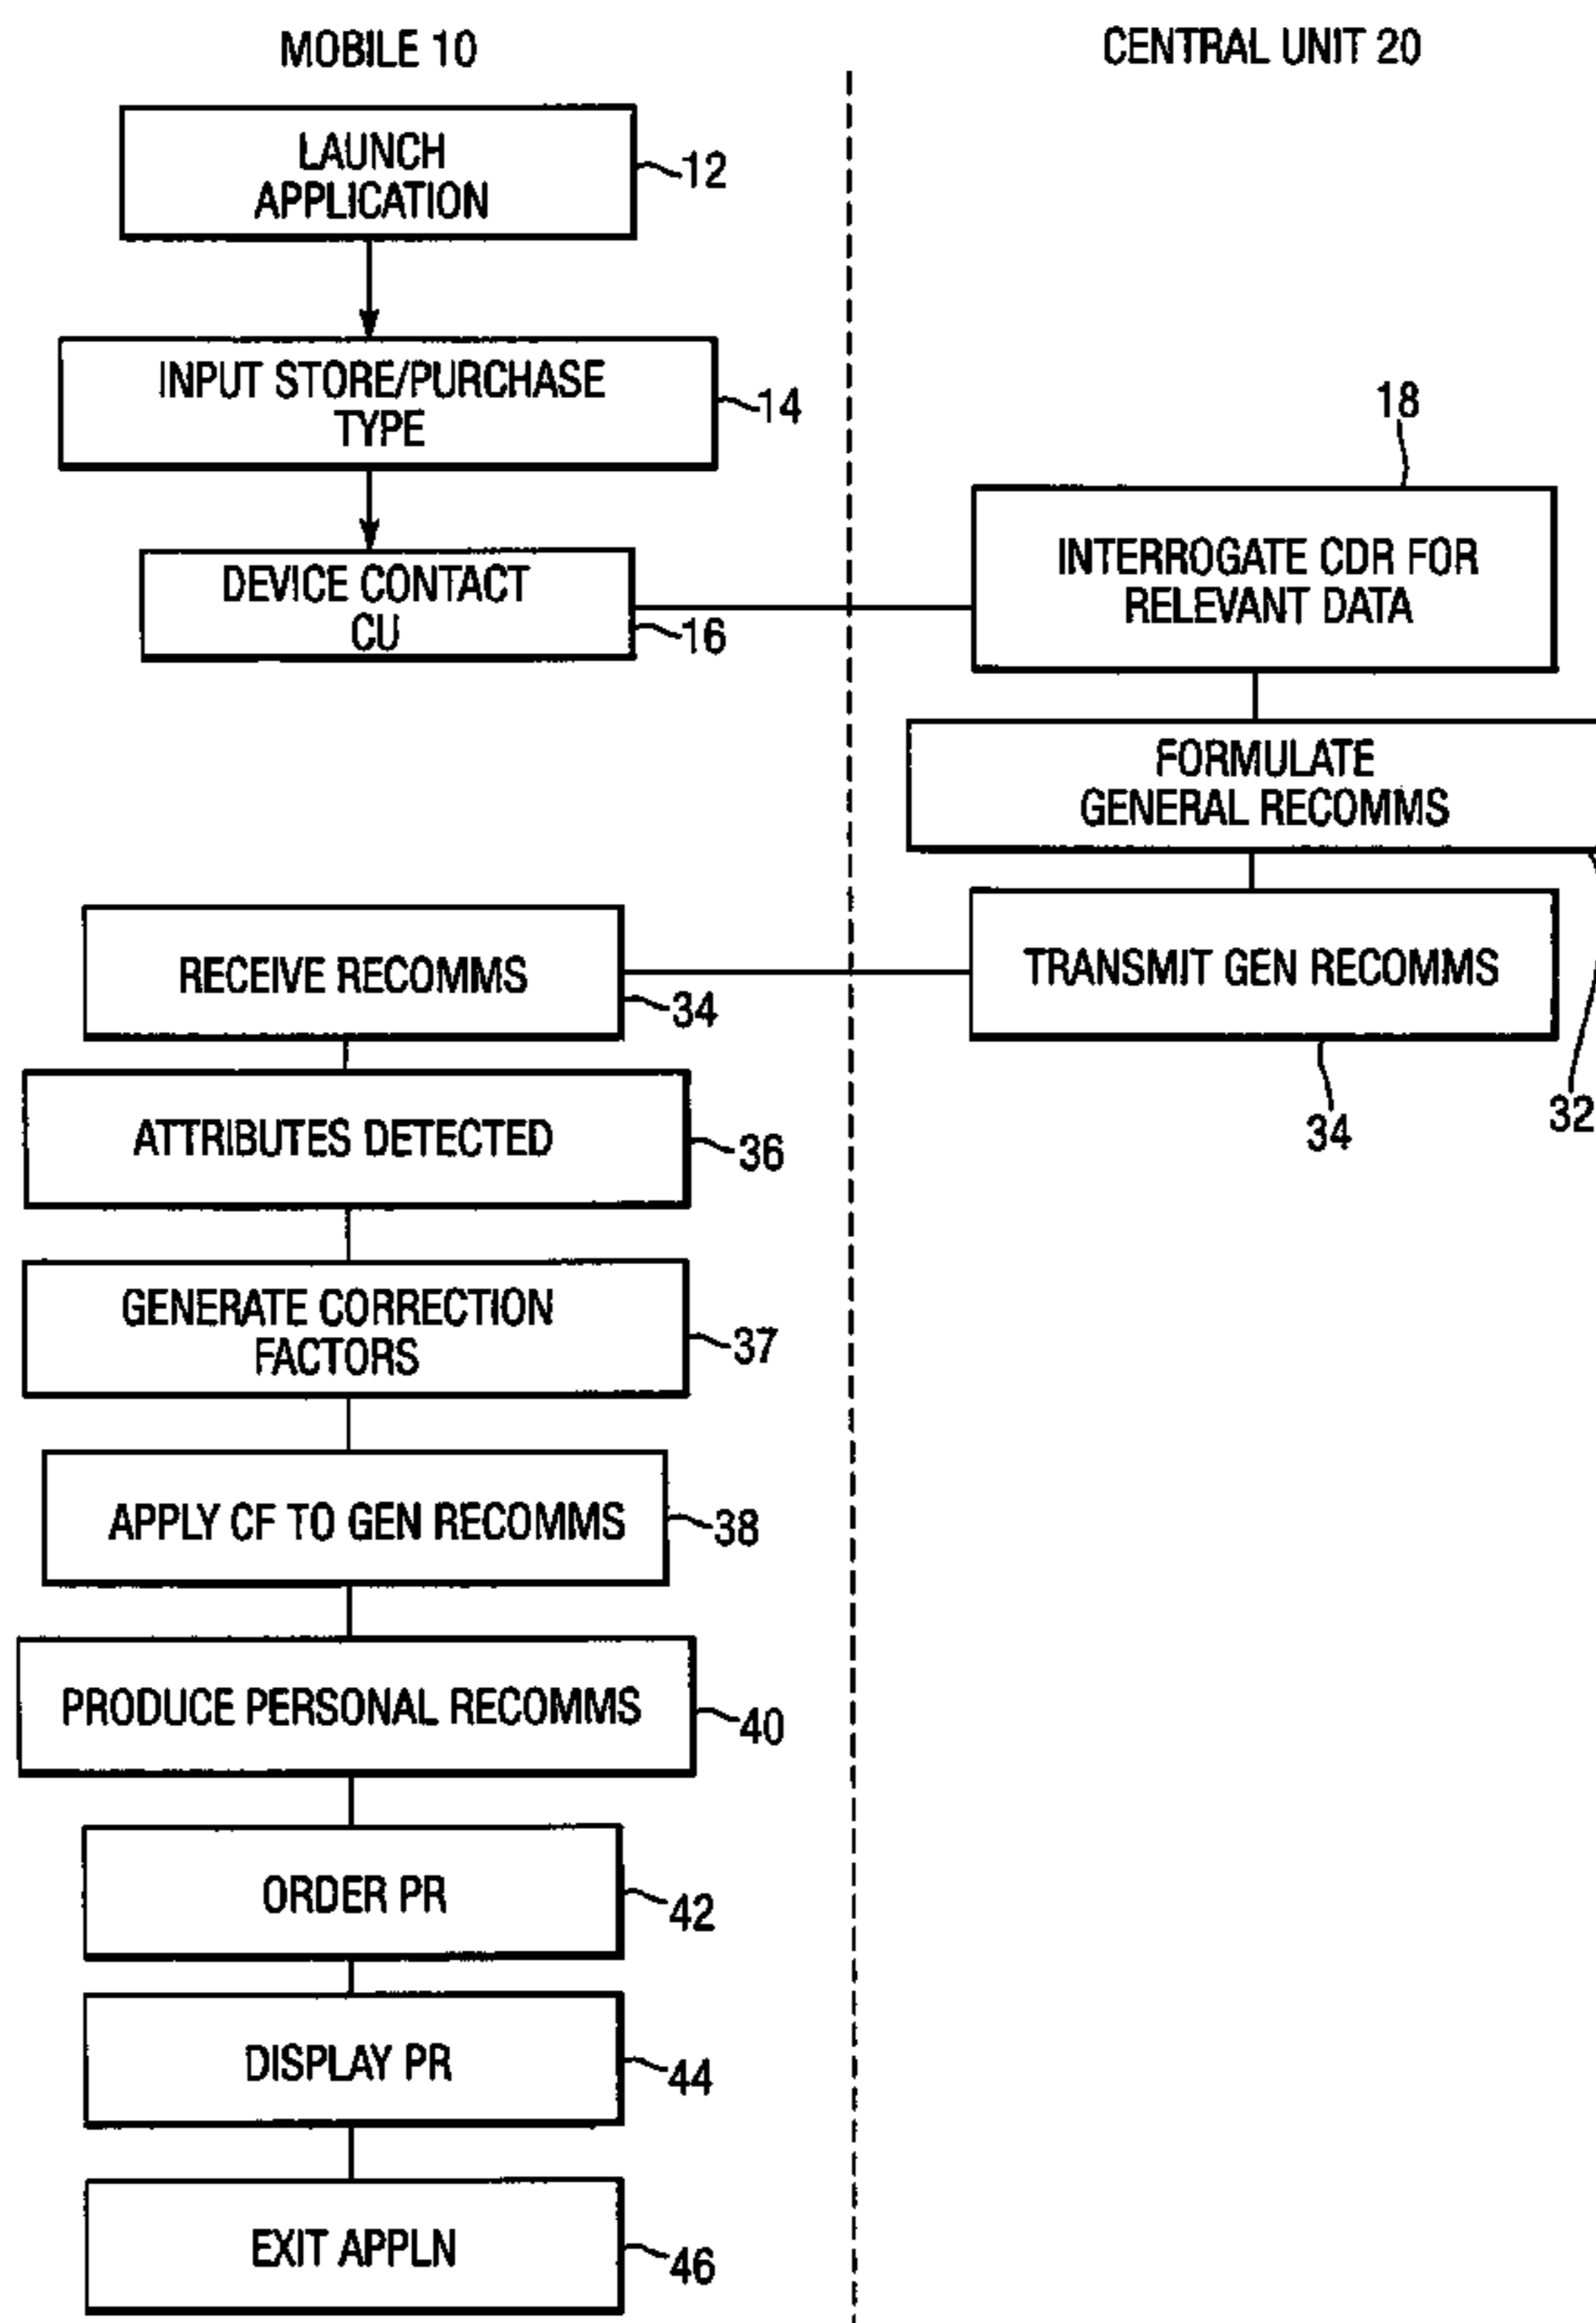 MOBILE 10
CENTRAL UNIT 20
LAUNCH
APPLICATION
12
INPUT STORE/PURCHASE
TYPE
14
DEVICE CONTACT
CU
16
18
INTERROGATE CDR FOR
RELEVANT DATA
FORMULATE
GENERAL RECOMMS
32
TRANSMIT GEN RECOMMS
34
RECEIVE RECOMMS
34
ATTRIBUTES DETECTED
36
GENERATE CORRECTION
FACTORS
37
APPLY CF TO GEN RECOMMS
38
PRODUCE PERSONAL RECOMMS
40
ORDER PR
42
DISPLAY PR
44
EXIT APPLN
46